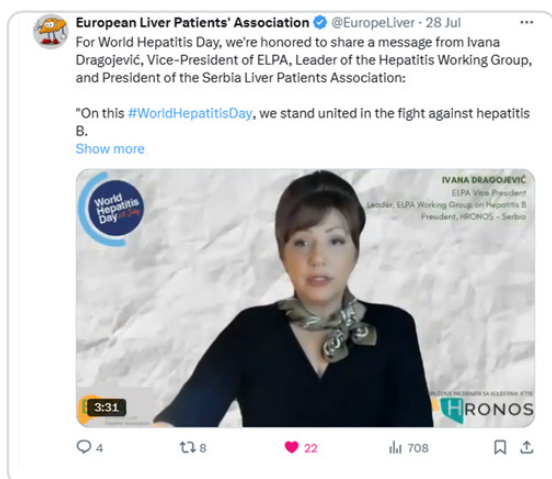 European Liver Patients' Association @EuropeLiver · 28 Jul
For World Hepatitis Day, we're honored to share a message from Ivana
Dragojević, Vice-President of ELPA, Leader of the Hepatitis Working Group,
and President of the Serbia Liver Patients Association:
"On this #WorldHepatitisDay, we stand united in the fight against hepatitis
B.
Show more
World
Hepatitis
Day
IVANA DRAGOJEVIĆ
ELPA Vice President
Leader, ELPA Working Group on Hepatitis B
President, HRONOS - Serbia
3:31
HRONOS
4
8
22
708